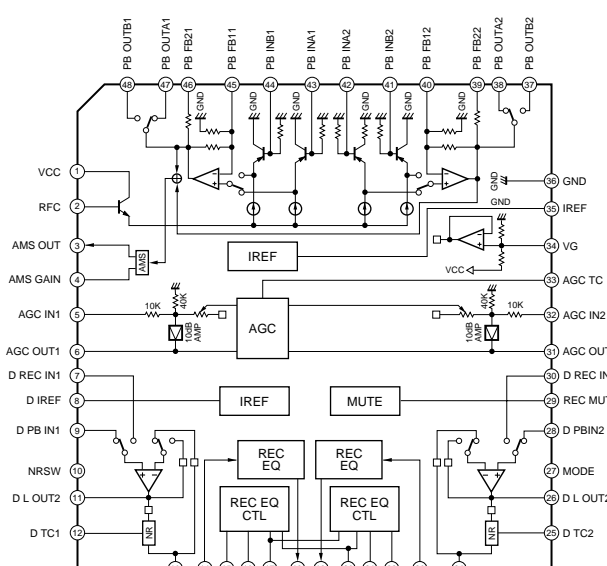 PB OUTB1
PB OUTA1
PB FB21
PB FB11
PB INB1
PB INA1
PB INA2
PB INB2
PB FB12
PB FB22
PB OUTA2
PB OUTB2
48
47
46
45
44
43
42
41
40
39
38
37
GND
GND
GND
GND
GND
GND
VCC
1
RFC
2
AMS OUT
3
AMS GAIN
4
AGC IN1
5
AGC OUT1
6
D REC IN1
7
D IREF
8
D PB IN1
9
NRSW
10
D L OUT2
11
D TC1
12
36
GND
35
IREF
34
VG
33
AGC TC
32
AGC IN2
31
AGC OUT
30
D REC IN
29
REC MUT
28
D PBIN2
27
MODE
26
D L OUT2
25
D TC2
GND
GND
VCC
AMS
IREF
10K
40K
10dB
AMP
AGC
40K
10K
10dB
AMP
IREF
MUTE
REC
EQ
REC
EQ
REC EQ
CTL
REC EQ
CTL
NR
NR